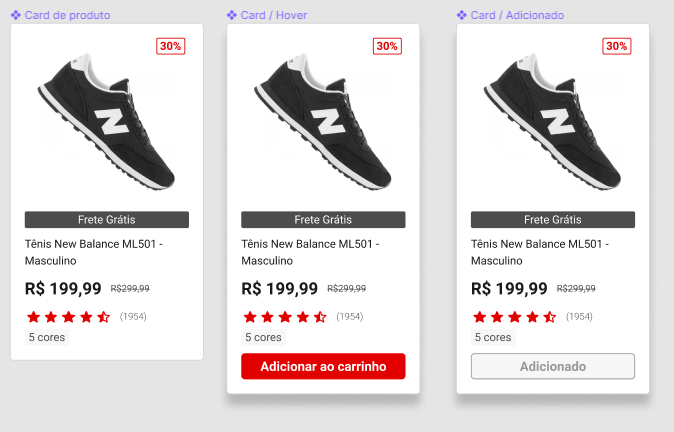 Card de produto
30%
N
Frete Grátis
Tênis New Balance ML501 -
Masculino
R$ 199,99 R$299,99
(1954)
5 cores
Card / Hover
30%
N
Frete Grátis
Tênis New Balance ML501 -
Masculino
R$ 199,99 R$299,99
(1954)
5 cores
Adicionar ao carrinho
Card / Adicionado
30%
N
Frete Grátis
Tênis New Balance ML501 -
Masculino
R$ 199,99 R$299,99
(1954)
5 cores
Adicionado